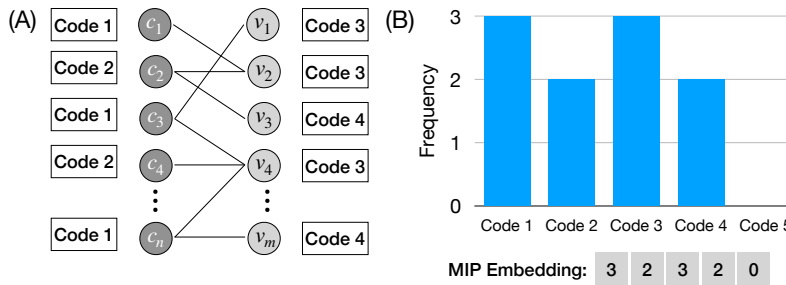 (A)
Code 1 c1 v1 Code 3
Code 2 c2 v2 Code 3
Code 1 c3 v3 Code 4
Code 2 c4 v4 Code 3
Code 1 cn vm Code 4
(B)
Frequency
3
2
1
0
Code 1 Code 2 Code 3 Code 4 Code 5
MIP Embedding: 3 2 3 2 0